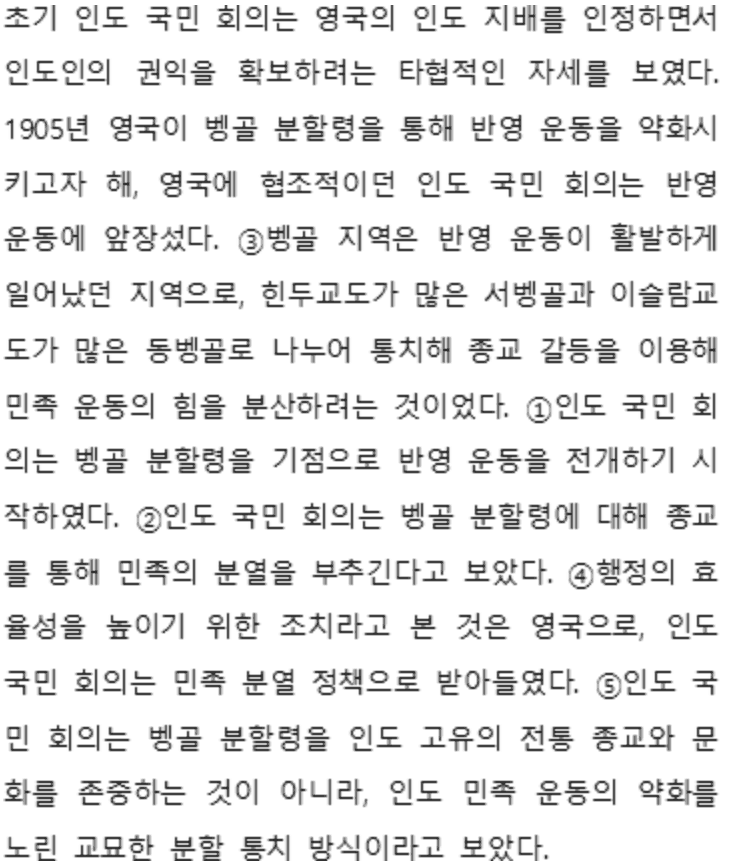 초기 인도 국민 회의는 영국의 인도 지배를 인정하면서
인도인의 권익을 확보하려는 타협적인 자세를 보였다.
1905년 영국이 벵골 분할령을 통해 반영 운동을 약화시
키고자 해, 영국에 협조적이던 인도 국민 회의는 반영
운동에 앞장섰다. ③벵골 지역은 반영 운동이 활발하게
일어났던 지역으로, 힌두교도가 많은 서벵골과 이슬람교
도가 많은 동벵골로 나누어 통치해 종교 갈등을 이용해
민족 운동의 힘을 분산하려는 것이었다. ①인도 국민 회
의는 벵골 분할령을 기점으로 반영 운동을 전개하기 시
작하였다. ②인도 국민 회의는 벵골 분할령에 대해 종교
를 통해 민족의 분열을 부추긴다고 보았다. ④행정의 효
율성을 높이기 위한 조치라고 본 것은 영국으로, 인도
국민 회의는 민족 분열 정책으로 받아들였다. ⑤인도 국
민 회의는 벵골 분할령을 인도 고유의 전통 종교와 문
화를 존중하는 것이 아니라, 인도 민족 운동의 약화를
노린 교묘한 분할 통치 방식이라고 보았다.